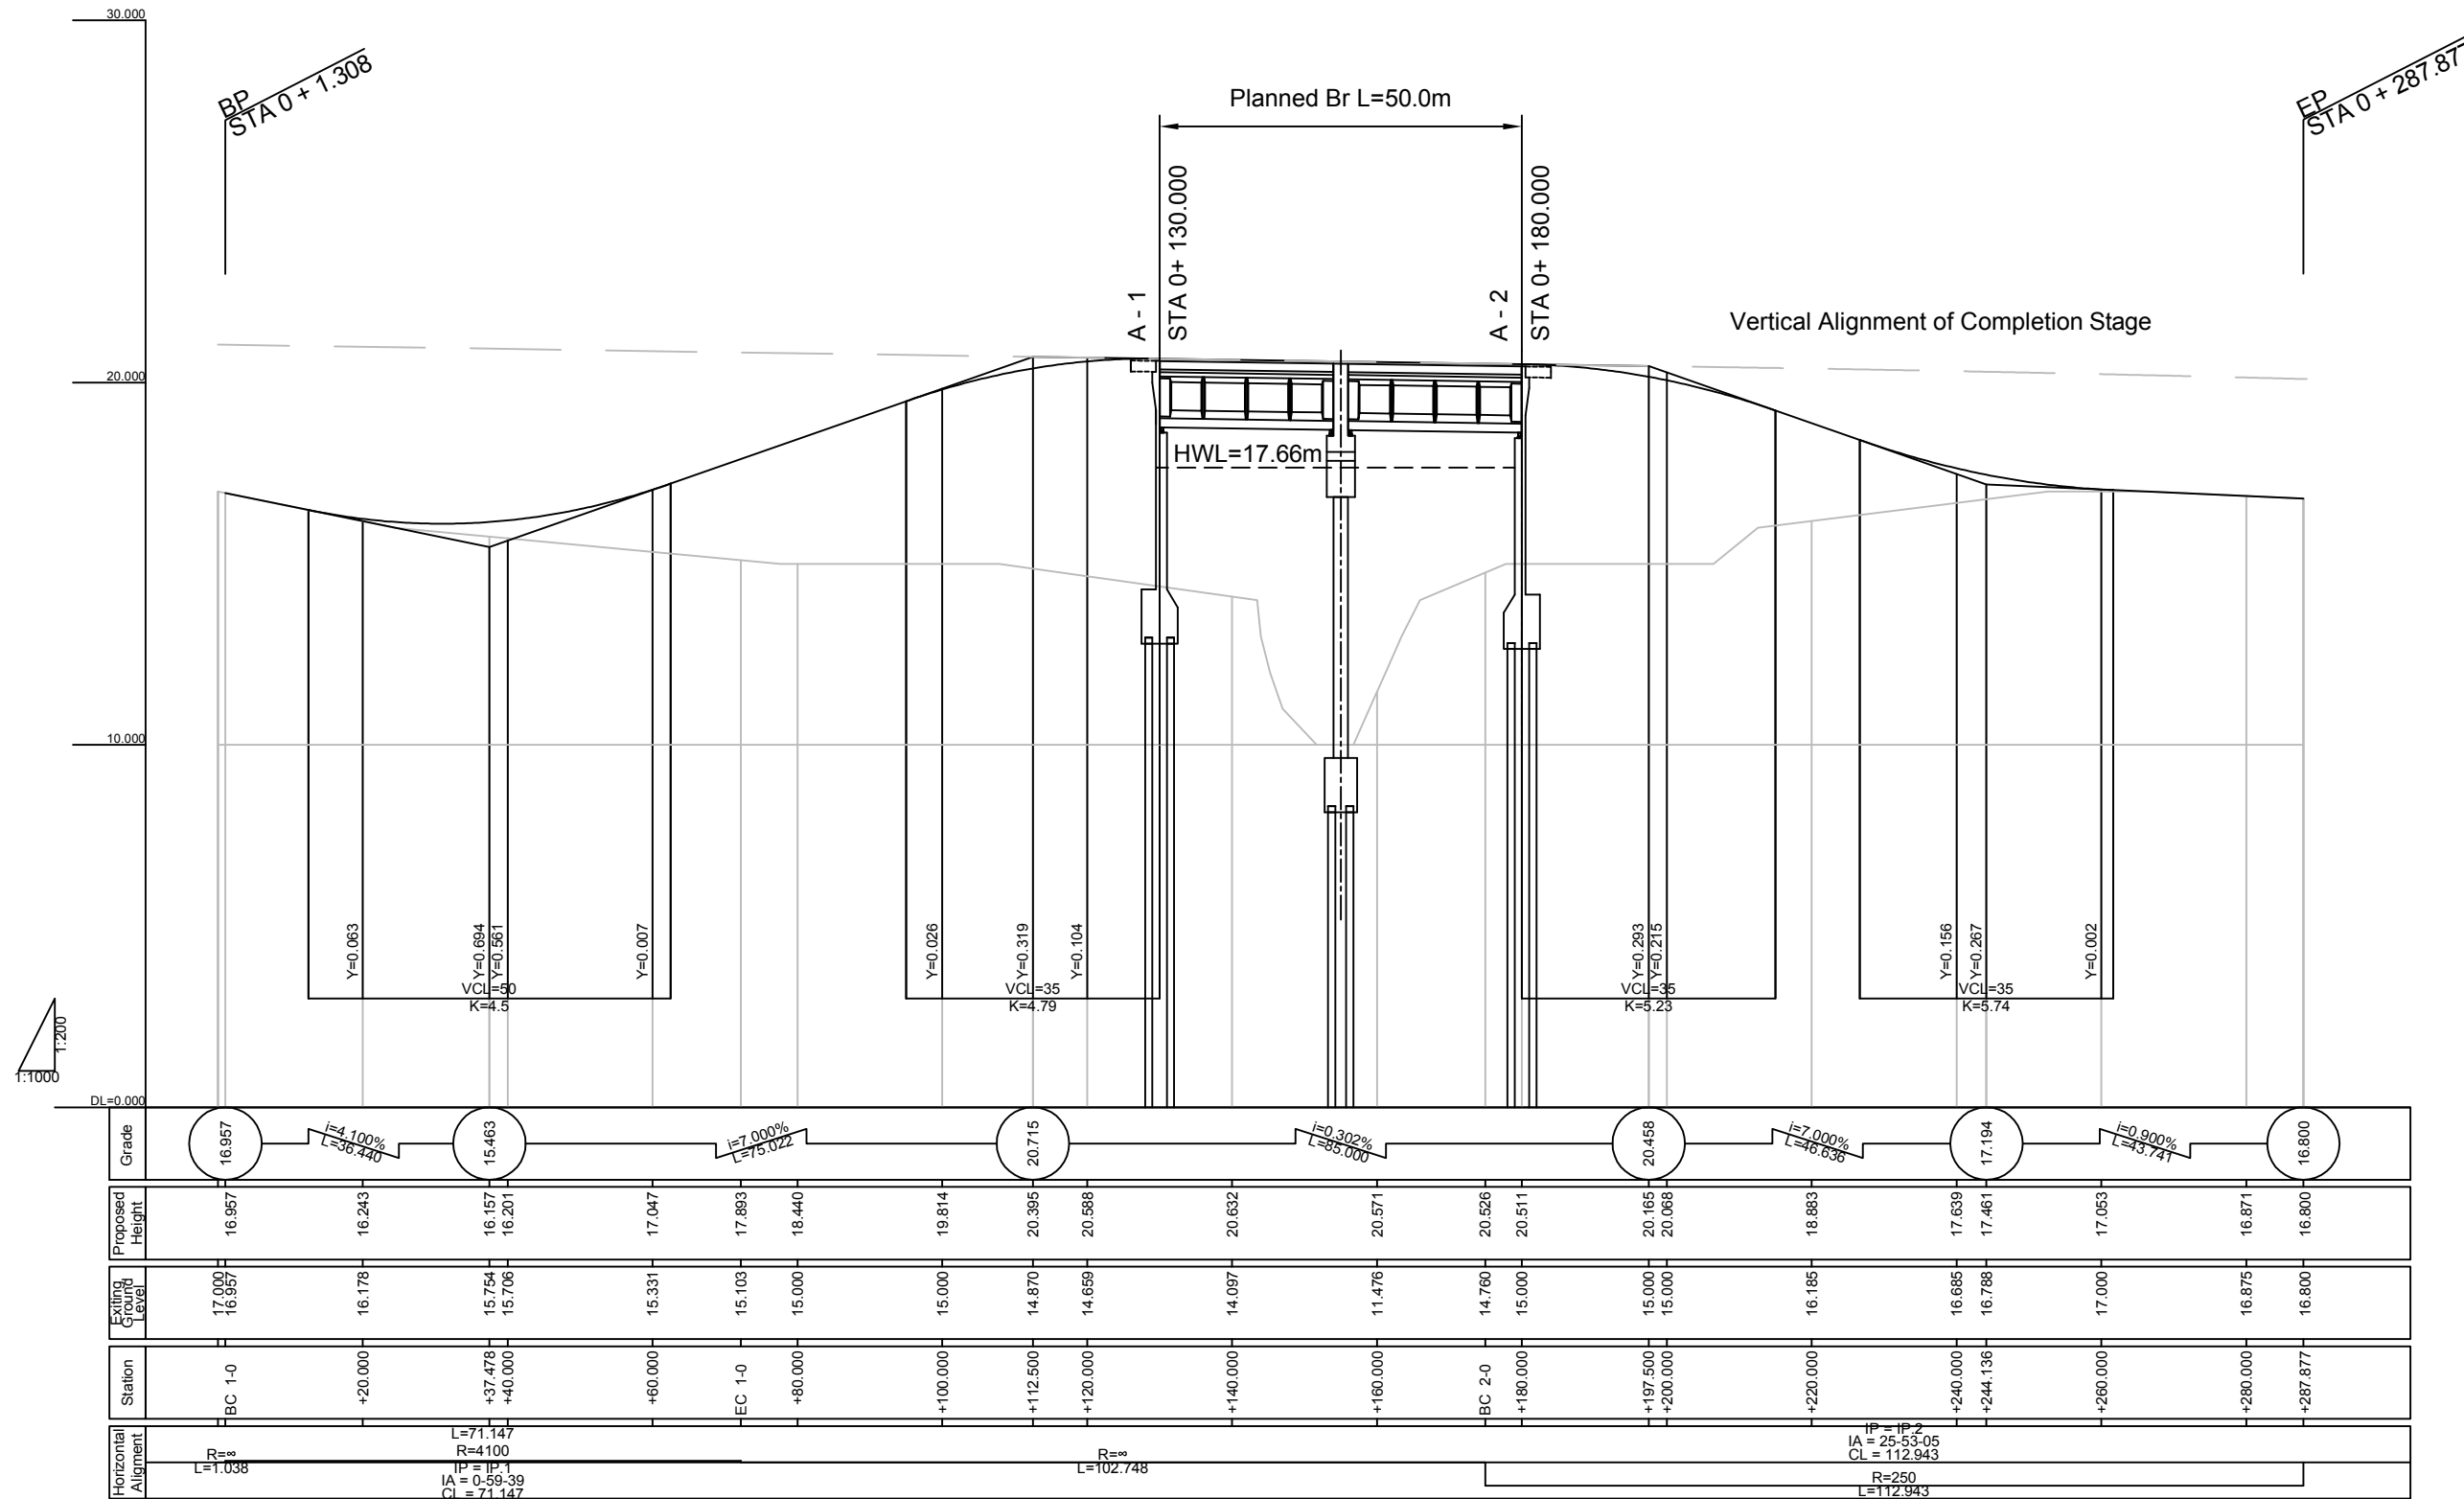 30.000
BP
STA 0 + 1.308
Planned Br L=50.0m
EP
STA 0 + 287.87
A - 1
STA 0+ 130.000
A - 2
STA 0+ 180.000
Vertical Alignment of Completion Stage
20.000
HWL=17.66m
10.000
Y=0.063
Y=0.694
Y=0.561
Y=0.007
Y=0.026
Y=0.319
Y=0.104
Y=0.293
Y=0.215
Y=0.156
Y=0.267
Y=0.002
VCL=50
K=4.5
VCL=35
K=4.79
VCL=35
K=5.23
VCL=35
K=5.74
1:200
1:1000
DL=0.000
Grade
16.957
i=4.100%
L=36.440
15.463
i=7.000%
L=75.022
20.715
i=0.302%
L=85.000
20.458
i=7.000%
L=46.636
17.194
i=0.900%
L=43.741
16.800
Proposed
Height
16.957
16.243
16.157
16.201
17.047
17.893
18.440
19.814
20.395
20.588
20.632
20.571
20.526
20.511
20.165
20.068
18.883
17.639
17.461
17.053
16.871
16.800
Exiting
Ground
Level
17.000
16.957
16.178
15.754
15.706
15.331
15.103
15.000
15.000
14.870
14.659
14.097
11.476
14.760
15.000
15.000
15.000
16.185
16.685
16.788
17.000
16.875
16.800
Station
BC 1-0
+20.000
+37.478
+40.000
+60.000
EC 1-0
+80.000
+100.000
+112.500
+120.000
+140.000
+160.000
BC 2-0
+180.000
+197.500
+200.000
+220.000
+240.000
+244.136
+260.000
+280.000
+287.877
Horizontal
Alignment
R=∞
L=1.038
L=71.147
R=4100
IP = IP.1
IA = 0-59-39
CL = 71.147
R=∞
L=102.748
IP = IP.2
IA = 25-53-05
CL = 112.943
R=250
L=112.943